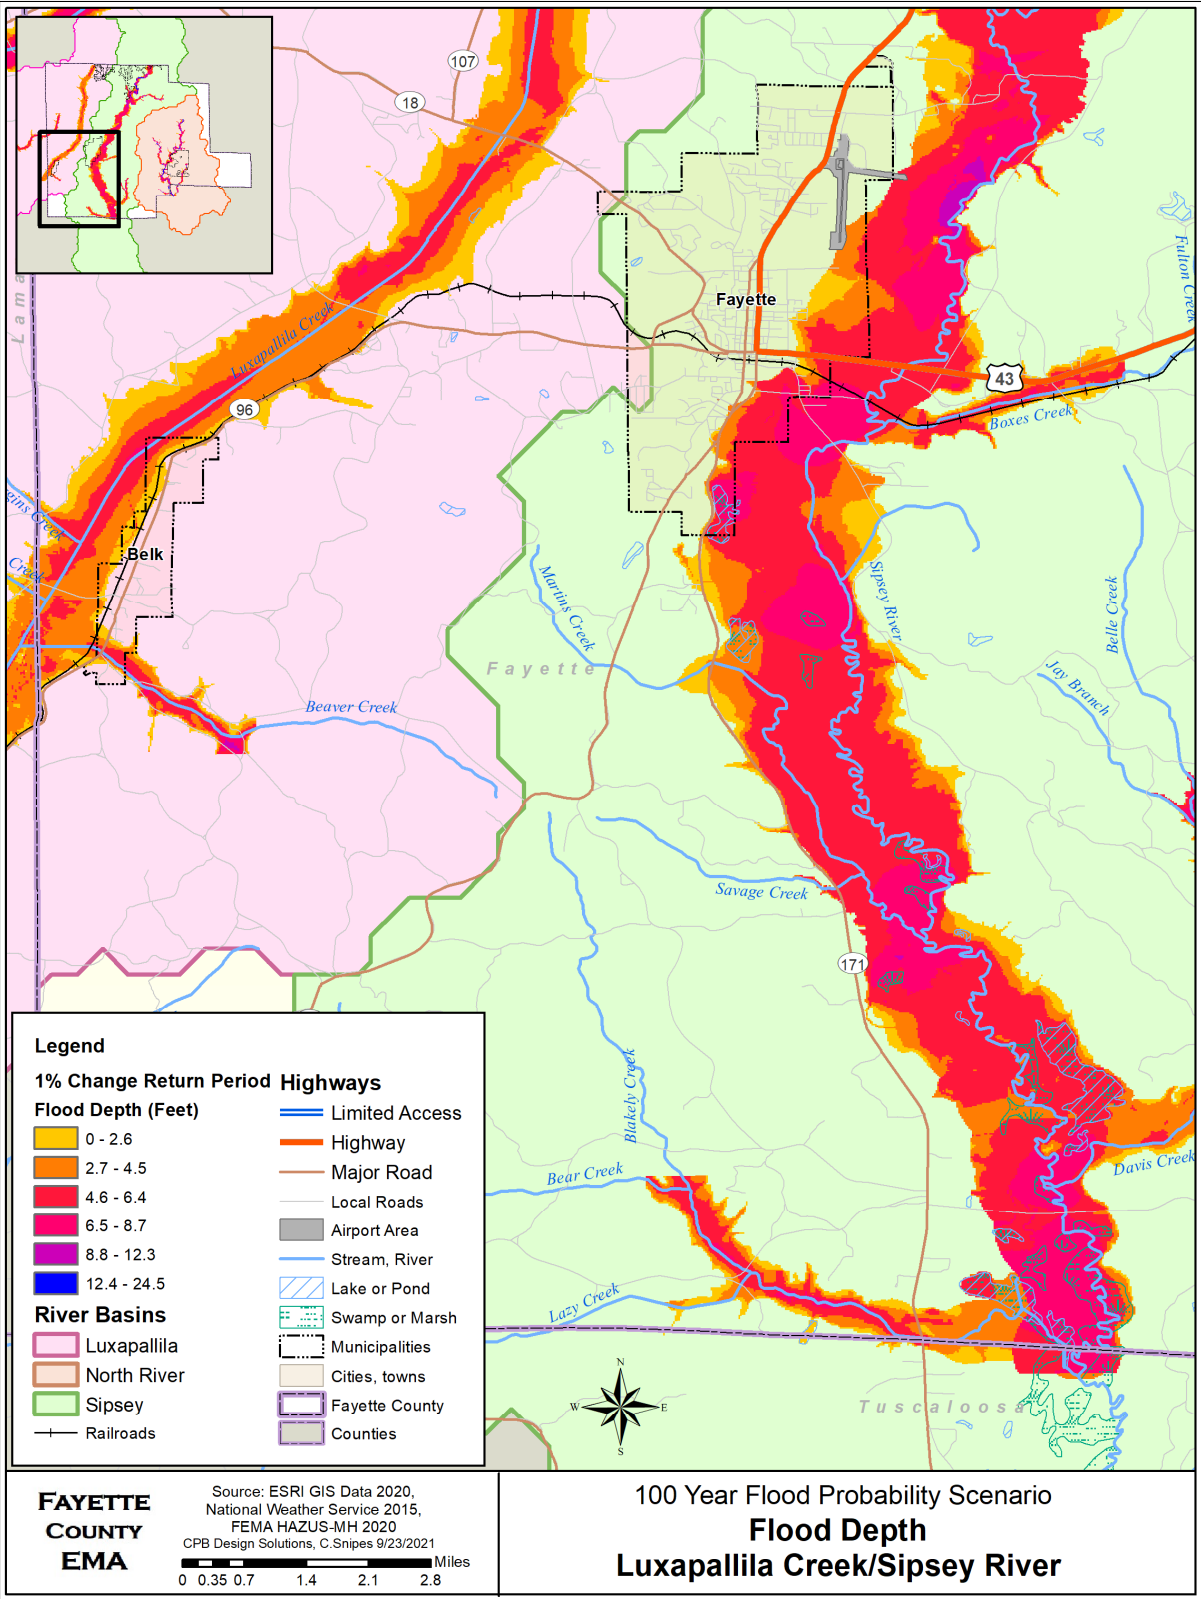 107
18
Lama
Fulton Creek
Fayette
Luxapallila Creek
43
96
Boxes Creek
gins Creek
Belk
Creek
Martins Creek
Sipsey River
Belle Creek
Fayette
Jay Branch
Beaver Creek
Savage Creek
171
Blakely Creek
Bear Creek
Davis Creek
Lazy Creek
Tuscaloosa
N
W
E
S
Legend
1% Change Return Period
Flood Depth (Feet)
0 - 2.6
2.7 - 4.5
4.6 - 6.4
6.5 - 8.7
8.8 - 12.3
12.4 - 24.5
River Basins
Luxapallila
North River
Sipsey
Railroads
Highways
Limited Access
Highway
Major Road
Local Roads
Airport Area
Stream, River
Lake or Pond
Swamp or Marsh
Municipalities
Cities, towns
Fayette County
Counties
FAYETTE
COUNTY
EMA
Source: ESRI GIS Data 2020,
National Weather Service 2015,
FEMA HAZUS-MH 2020
CPB Design Solutions, C.Snipes 9/23/2021
Miles
0 0.35 0.7 1.4 2.1 2.8
100 Year Flood Probability Scenario
Flood Depth
Luxapallila Creek/Sipsey River